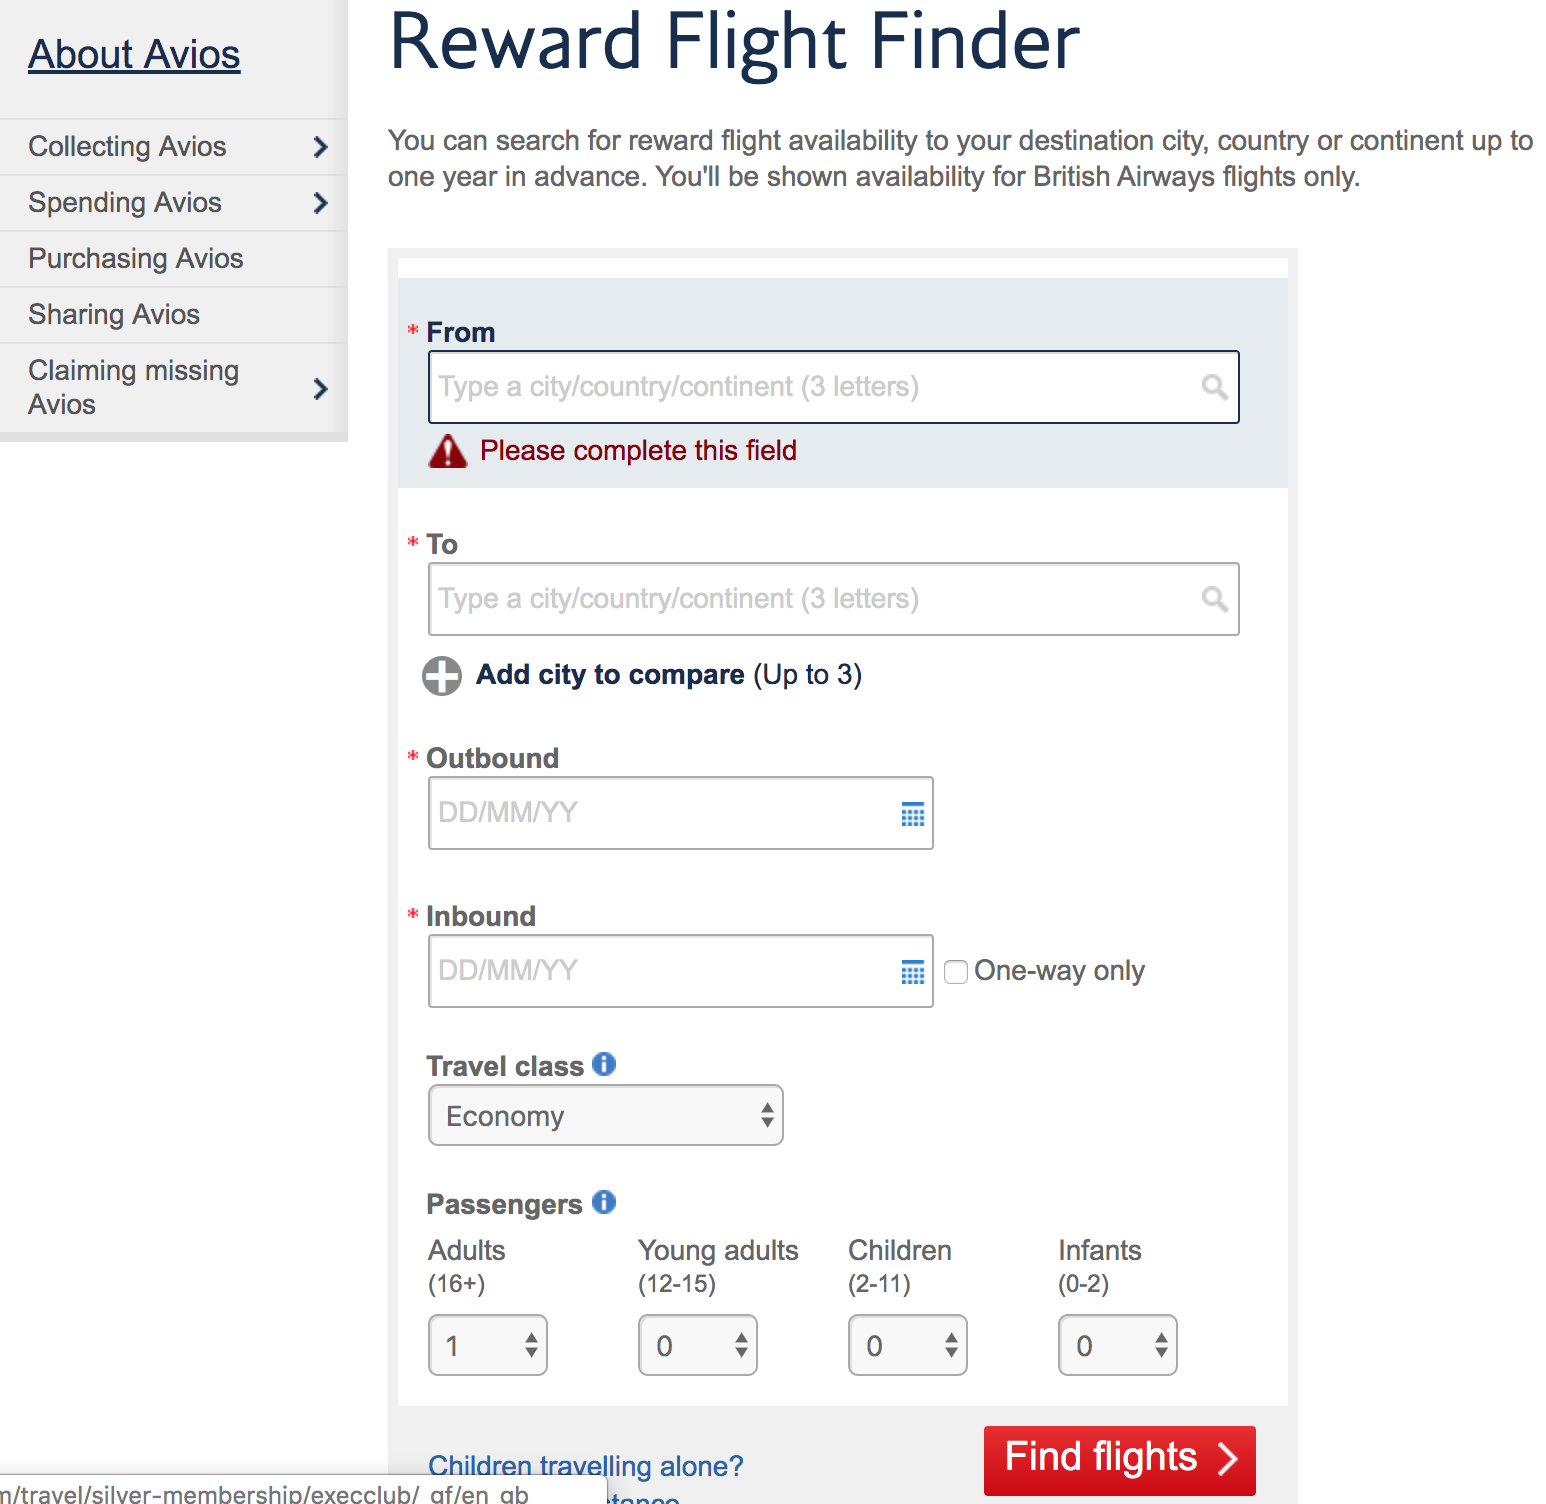 About Avios
Collecting Avios
Spending Avios
Purchasing Avios
Sharing Avios
Claiming missing
Avios
Reward Flight Finder
You can search for reward flight availability to your destination city, country or continent up to
one year in advance. You'll be shown availability for British Airways flights only.
* From
Type a city/country/continent (3 letters)
Please complete this field
* To
Type a city/country/continent (3 letters)
Add city to compare (Up to 3)
* Outbound
DD/MM/YY
* Inbound
DD/MM/YY
One-way only
Travel class
Economy
Passengers
Adults
(16+)
1
Young adults
(12-15)
0
Children
(2-11)
0
Infants
(0-2)
0
Children travelling alone?
Find flights
m/travel/silver-membership/execclub/_gf/en_gb